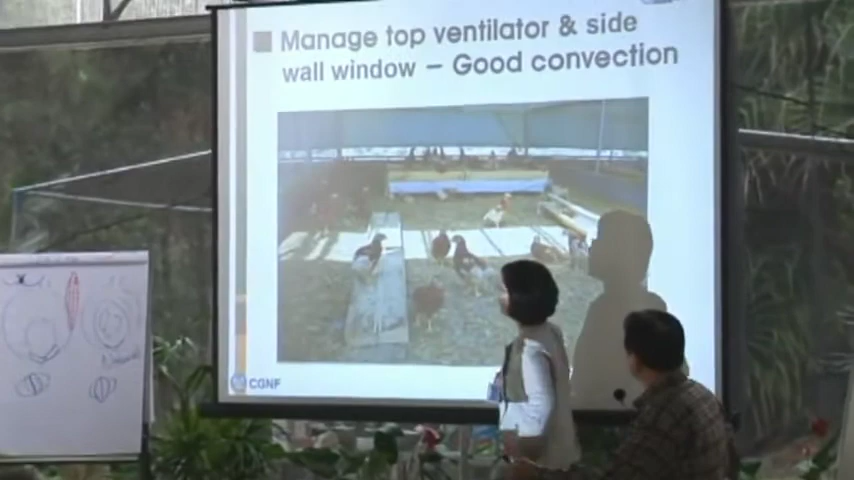 Manage top ventilator & side
wall window – Good convection
CGNF